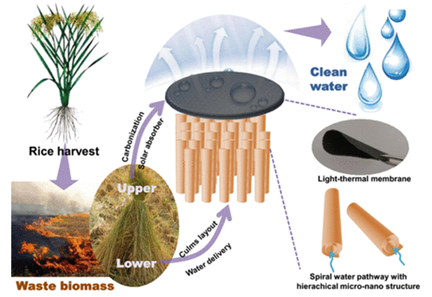 Clean
water
Rice harvest
Carbonization
Solar absorber
Upper
Lower
Waste biomass
Culms layout
Water delivery
Light-thermal membrane
Spiral water pathway with
hierachical micro-nano structure